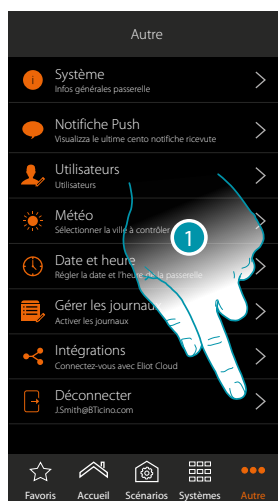 Autre
Système
Infos générales passerelle
Notifiche Push
Visualizza le ultime cento notifiche ricevute
Utilisateurs
Utilisateurs
Météo
Sélectionner la ville à contrôler
1
Date et heure
Régler la date et l'heure de la passerelle
Gérer les journaux
Activer les journaux
Intégrations
Connectez-vous avec Eliot Cloud
Déconnecter
J.Smith@BTicino.com
Favoris Accueil Scénarios Systèmes Autre